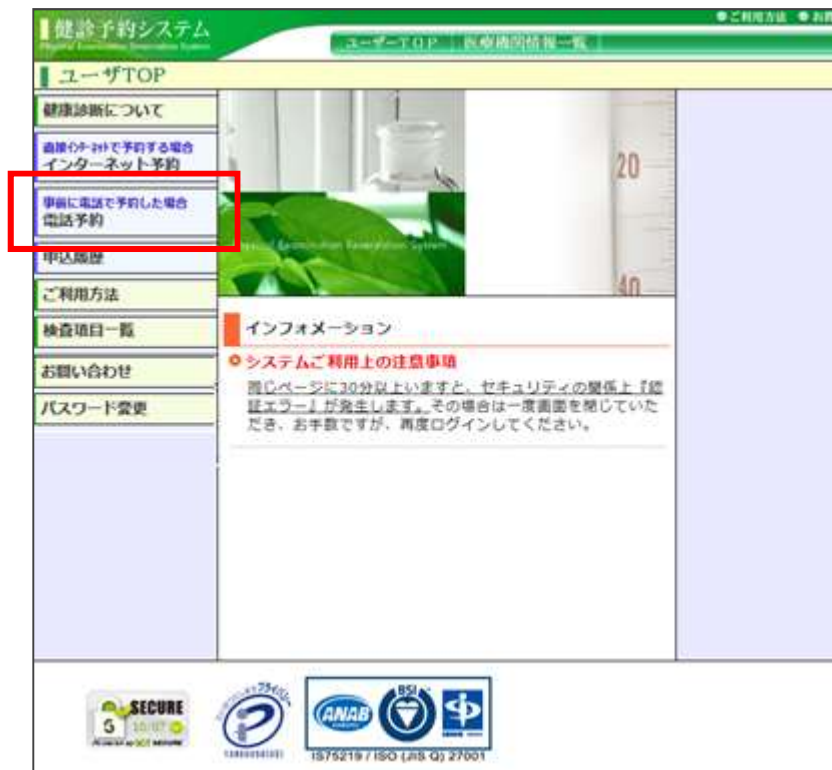 健診予約システム
Physical Examination Reservation System
●ご利用方法 ●お
ユーザーTOP 医療機関情報一覧
ユーザTOP
健康診断について
直接インターネットで予約する場合
インターネット予約
事前に電話で予約した場合
電話予約
申込履歴
ご利用方法
検査項目一覧
お問い合わせ
パスワード変更
Physical Examination Reservation System
20
40
インフォメーション
システムご利用上の注意事項
同じページに30分以上いますと、セキュリティの関係上『認
証エラー』が発生します。その場合は一度画面を閉じていた
だき、お手数ですが、再度ログインしてください。
SECURE
ANAB
BSI
IS75219 / ISO (JIS Q) 27001